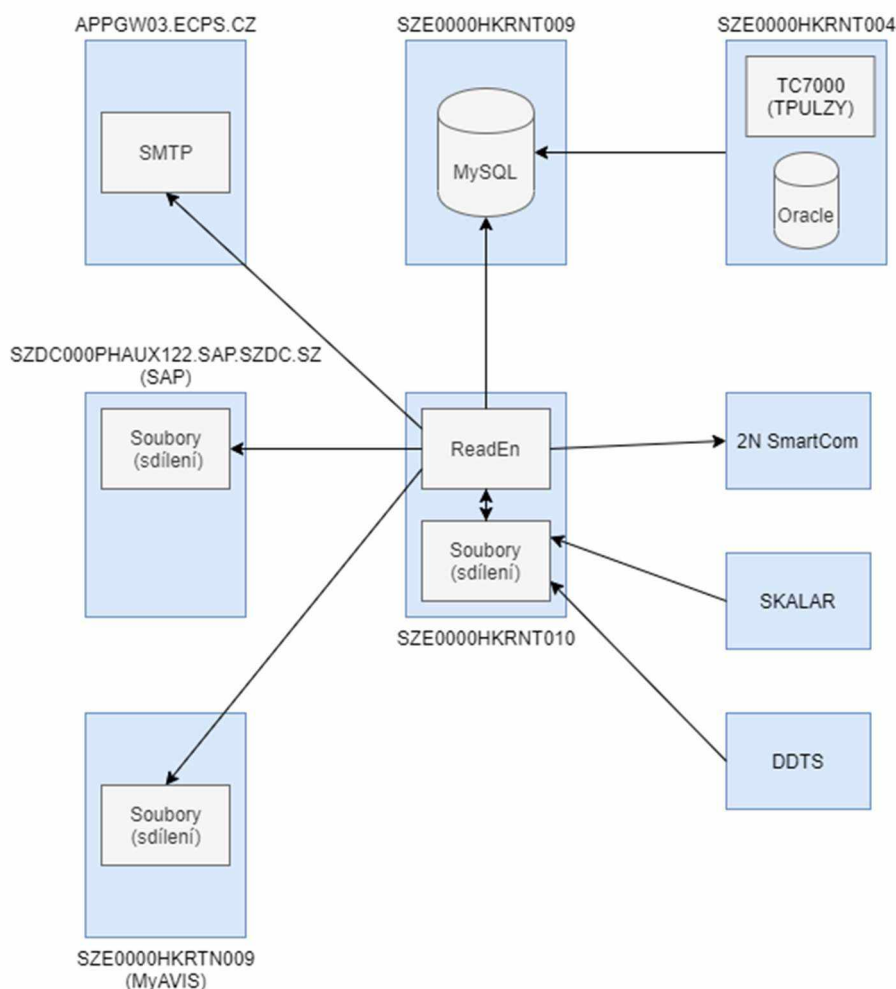 APPGW03.ECPS.CZ
SMTP
SZE0000HKRNT009
MySQL
SZE0000HKRNT004
TC7000
(TPULZY)
Oracle
SZDC000PHAUX122.SAP.SZDC.SZ
(SAP)
Soubory
(sdílení)
ReadEn
Soubory
(sdílení)
SZE0000HKRNT010
2N SmartCom
SKALAR
DDTS
Soubory
(sdílení)
SZE0000HKRTN009
(MyAVIS)